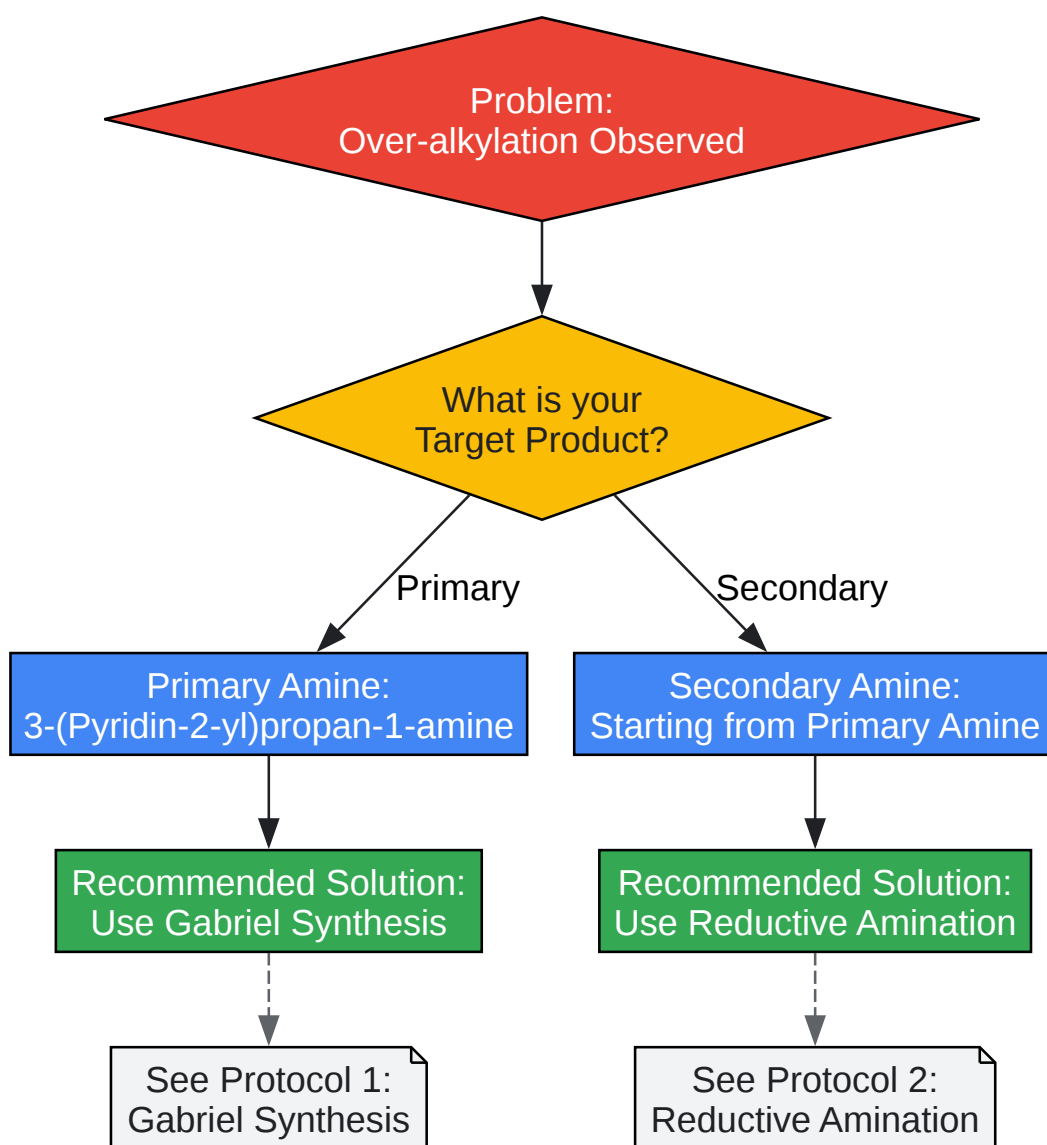 Problem:
Over-alkylation Observed
What is your
Target Product?
Primary
Secondary
Primary Amine:
3-(Pyridin-2-yl)propan-1-amine
Secondary Amine:
Starting from Primary Amine
Recommended Solution:
Use Gabriel Synthesis
Recommended Solution:
Use Reductive Amination
See Protocol 1:
Gabriel Synthesis
See Protocol 2:
Reductive Amination